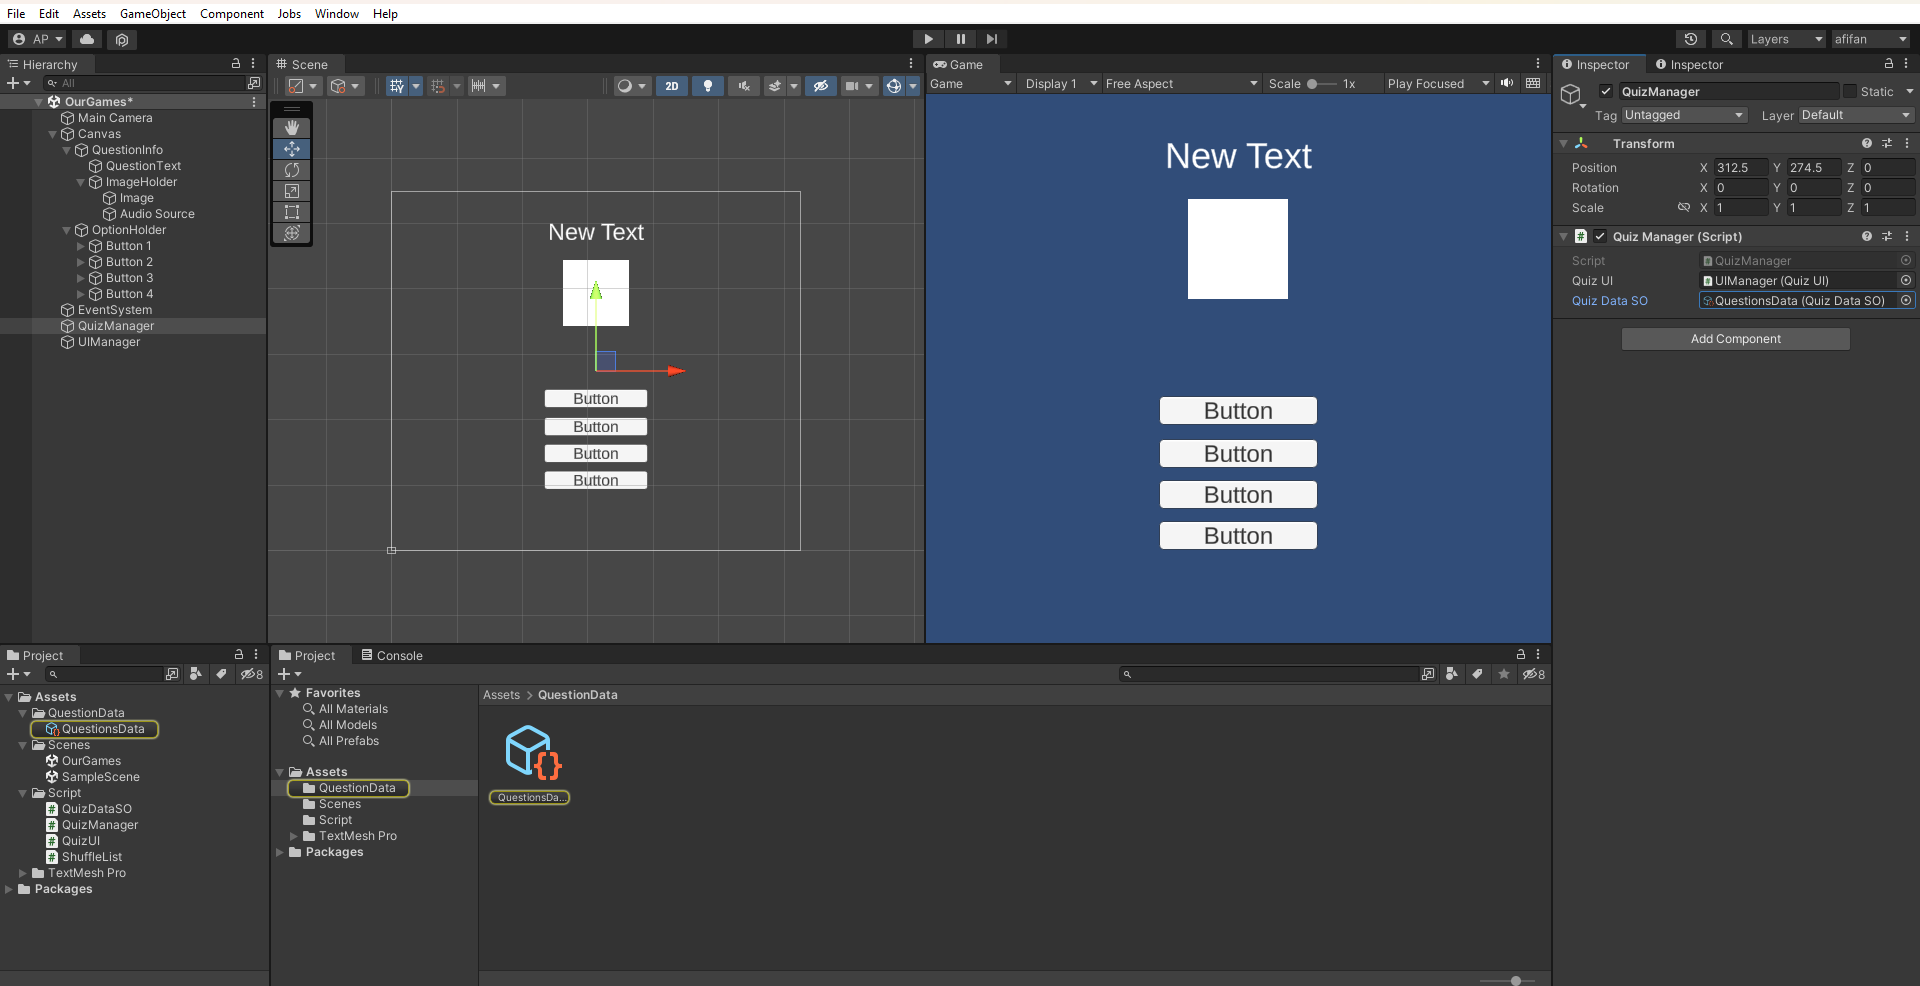 File Edit Assets GameObject Component Jobs Window Help
AP
Layers
afifan
Hierarchy
All
OurGames*
Main Camera
Canvas
QuestionInfo
QuestionText
ImageHolder
Image
Audio Source
OptionHolder
Button 1
Button 2
Button 3
Button 4
EventSystem
QuizManager
UIManager
Scene
2D
New Text
Button
Button
Button
Button
Game
Game Display 1 Free Aspect Scale 1x Play Focused
New Text
Button
Button
Button
Button
Inspector Inspector
QuizManager Static
Tag Untagged Layer Default
Transform
Position X 312.5 Y 274.5 Z 0
Rotation X 0 Y 0 Z 0
Scale X 1 Y 1 Z 1
# Quiz Manager (Script)
Script QuizManager
Quiz UI UIManager (Quiz UI)
Quiz Data SO QuestionsData (Quiz Data SO)
Add Component
Project
8
Assets
QuestionData
QuestionsData
Scenes
OurGames
SampleScene
Script
# QuizDataSO
# QuizManager
# QuizUI
# ShuffleList
TextMesh Pro
Packages
Project Console
8
Favorites
All Materials
All Models
All Prefabs
Assets
QuestionData
Scenes
Script
TextMesh Pro
Packages
Assets > QuestionData
{}
QuestionsDa...